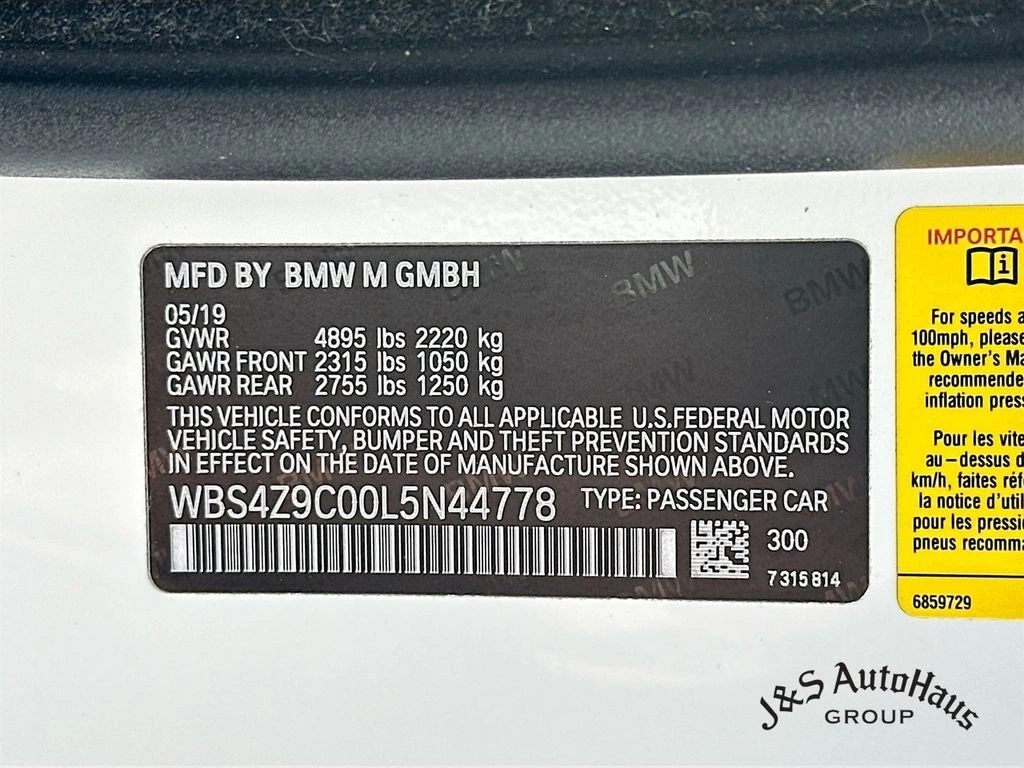 MFD BY BMW M GMBH
05/19
GVWR 4895 lbs 2220 kg
GAWR FRONT 2315 lbs 1050 kg
GAWR REAR 2755 lbs 1250 kg
THIS VEHICLE CONFORMS TO ALL APPLICABLE U.S.FEDERAL MOTOR
VEHICLE SAFETY, BUMPER AND THEFT PREVENTION STANDARDS
IN EFFECT ON THE DATE OF MANUFACTURE SHOWN ABOVE.
WBS4Z9C00L5N44778 TYPE: PASSENGER CAR
300
7315814
BMW
BMW
BMW
BMW
IMPORTA
For speeds a
100mph, please
the Owner's Ma
recommende
inflation press
Pour les vite
au-dessus d
km/h, faites réf
la notice d'util
pour les pressi
pneus recomma
6859729
J&S AutoHaus
GROUP